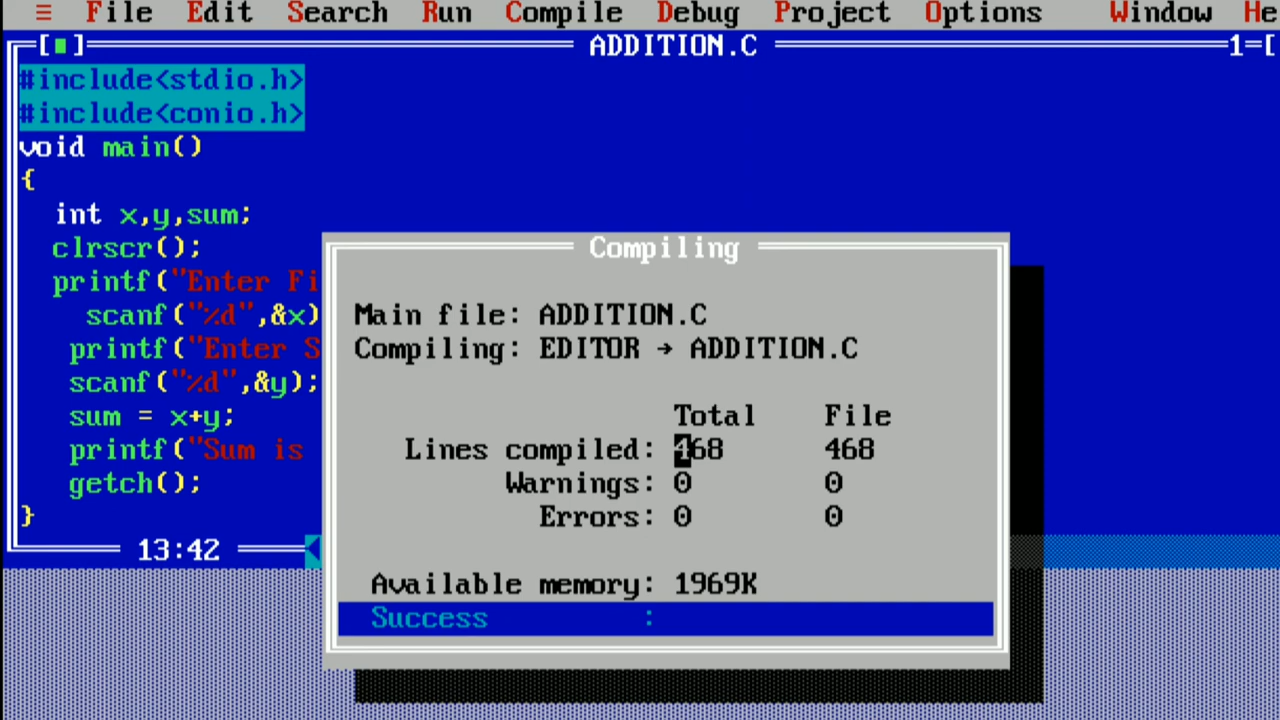 ≡ File Edit Search Run Compile Debug Project Options Window He
[■] ADDITION.C 1=[
#include<stdio.h>
#include<conio.h>
void main()
{
int x,y,sum;
clrscr();
printf("Enter Fi
scanf("%d",&x)
printf("Enter S
scanf("%d",&y);
sum = x+y;
printf("Sum is
getch();
}
13:42
Compiling
Main file: ADDITION.C
Compiling: EDITOR → ADDITION.C
Total File
Lines compiled: 468 468
Warnings: 0 0
Errors: 0 0
Available memory: 1969K
Success :